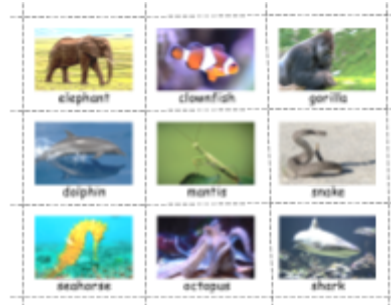 elephant clownfish gorilla
dolphin mantis snake
seahorse octopus shark